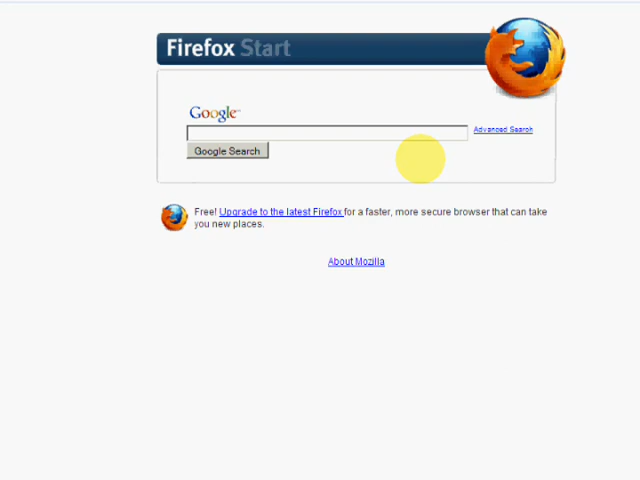 Firefox Start
Google™
Advanced Search
Google Search
Free! Upgrade to the latest Firefox for a faster, more secure browser that can take
you new places.
About Mozilla